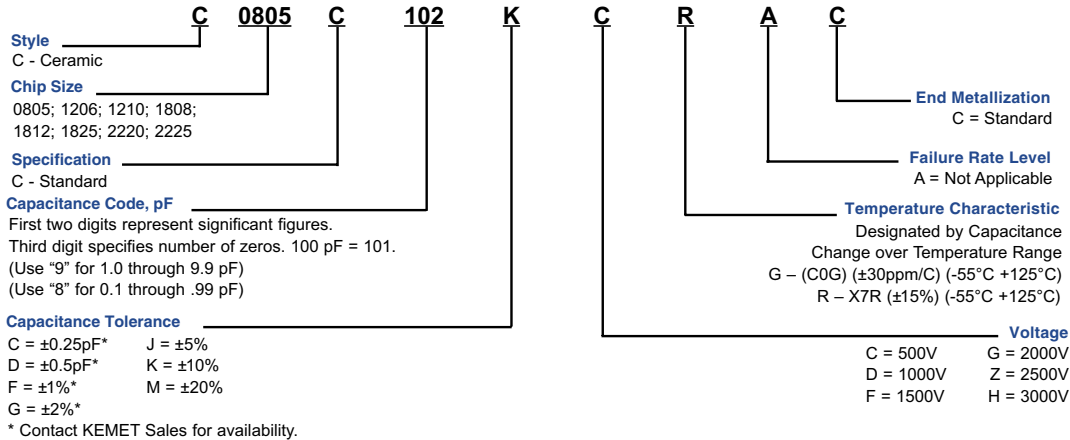 C 0805 C 102 K C R A C
Style
C - Ceramic
Chip Size
0805; 1206; 1210; 1808;
1812; 1825; 2220; 2225
Specification
C - Standard
Capacitance Code, pF
First two digits represent significant figures.
Third digit specifies number of zeros. 100 pF = 101.
(Use “9” for 1.0 through 9.9 pF)
(Use “8” for 0.1 through .99 pF)
Capacitance Tolerance
C = ±0.25pF* J = ±5%
D = ±0.5pF* K = ±10%
F = ±1%* M = ±20%
G = ±2%*
* Contact KEMET Sales for availability.
End Metallization
C = Standard
Failure Rate Level
A = Not Applicable
Temperature Characteristic
Designated by Capacitance
Change over Temperature Range
G – (C0G) (±30ppm/C) (-55°C +125°C)
R – X7R (±15%) (-55°C +125°C)
Voltage
C = 500V G = 2000V
D = 1000V Z = 2500V
F = 1500V H = 3000V